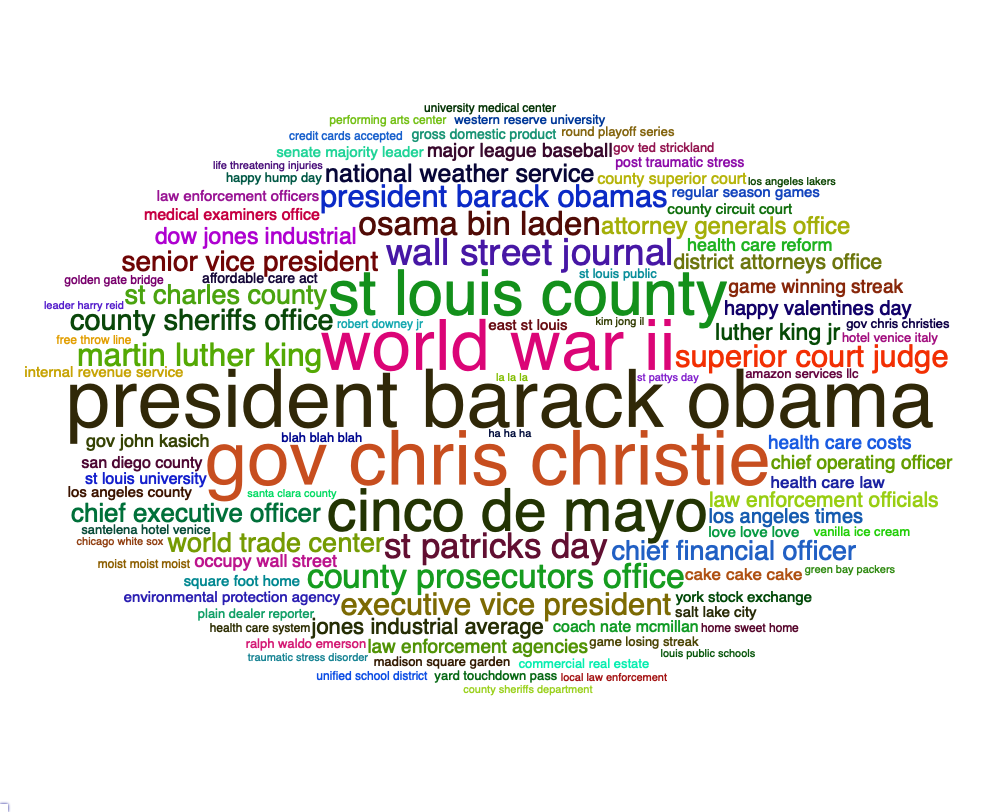 university medical center
performing arts center western reserve university
credit cards accepted gross domestic product round playoff series
senate majority leader major league baseball gov ted strickland
life threatening injuries national weather service post traumatic stress
happy hump day county superior court los angeles lakers
law enforcement officers president barack obamas regular season games
medical examiners office osama bin laden county circuit court
dow jones industrial attorney generals office
wall street journal health care reform
senior vice president district attorneys office
golden gate bridge affordable care act st louis public
st charles county st louis county game winning streak
leader harry reid happy valentines day
county sheriffs office robert downey jr east st louis kim jong il luther king jr gov chris christies
free throw line world war ii hotel venice italy
martin luther king superior court judge
internal revenue service la la la st pattys day amazon services llc
president barack obama
gov john kasich blah blah blah ha ha ha health care costs
san diego county gov chris christie chief operating officer
st louis university health care law
los angeles county santa clara county law enforcement officials
chief executive officer cinco de mayo los angeles times
santelena hotel venice love love love vanilla ice cream
chicago white sox world trade center st patricks day chief financial officer
moist moist moist occupy wall street green bay packers
square foot home county prosecutors office cake cake cake
environmental protection agency executive vice president york stock exchange
plain dealer reporter salt lake city
health care system jones industrial average coach nate mcmillan home sweet home
ralph waldo emerson law enforcement agencies game losing streak
traumatic stress disorder madison square garden commercial real estate louis public schools
unified school district yard touchdown pass local law enforcement
county sheriffs department